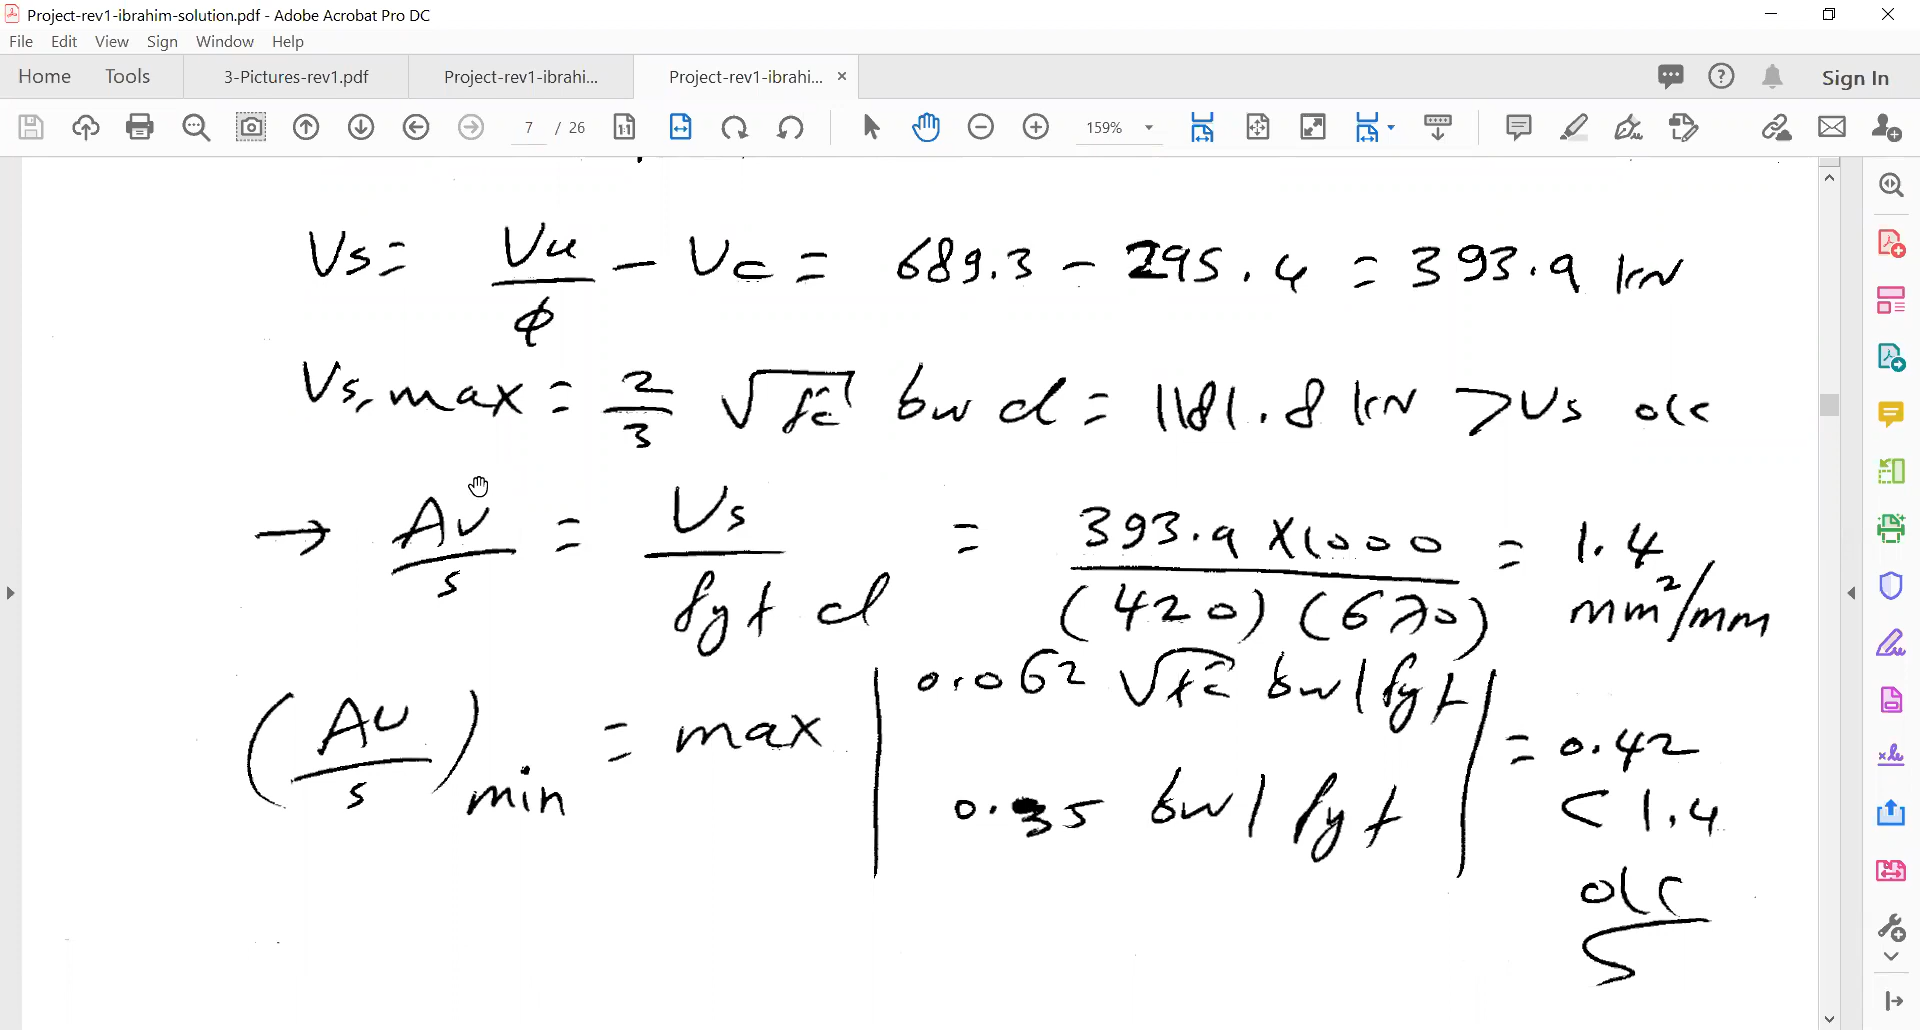 Project-rev1-ibrahim-solution.pdf - Adobe Acrobat Pro DC
File Edit View Sign Window Help
Home Tools 3-Pictures-rev1.pdf Project-rev1-ibrahi... Project-rev1-ibrahi... × Sign In
7 / 26 159%
Vs = Vu/ϕ - Vc = 689.3 - 295.4 = 393.9 kN
Vs,max = 2/3 √fc' bw d = 1181.8 kN > Vs ok
→ Av/s = Vs/(fyt d) = 393.9 x1000/((420) (670)) = 1.4 mm²/mm
(Av/s)min = max | 0.062 √fc' bw/fyt
0.35 bw/fyt | = 0.42
< 1.4
ok